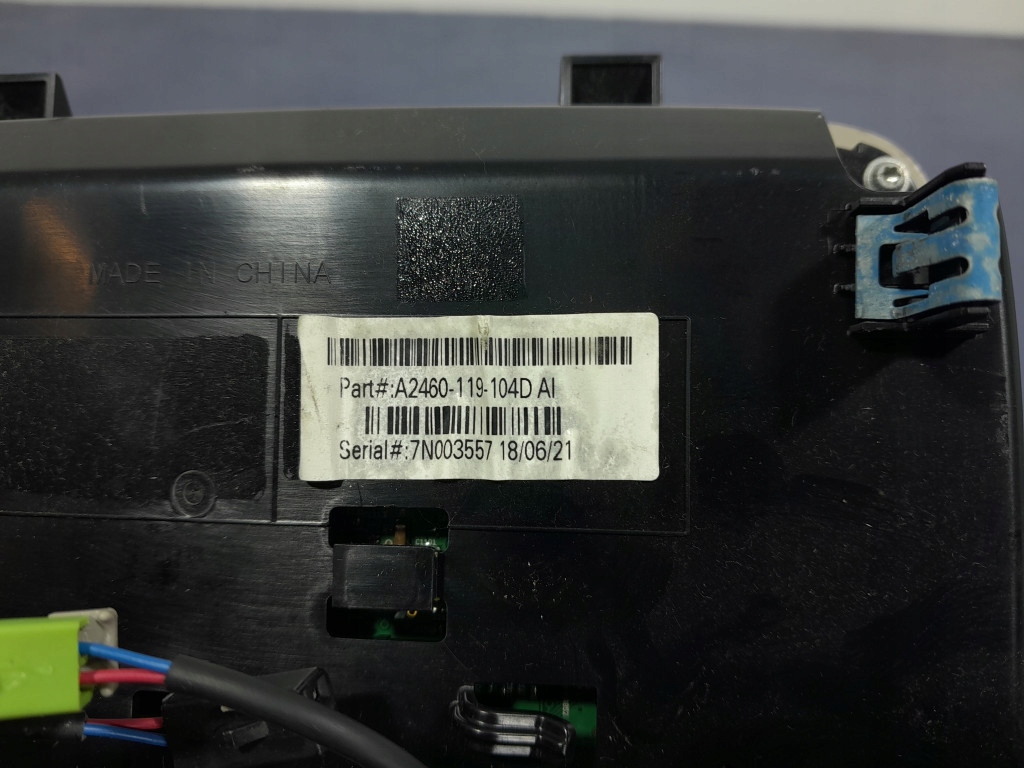 MADE IN CHINA
Part#:A2460-119-104D AI
Serial#:7N003557 18/06/21